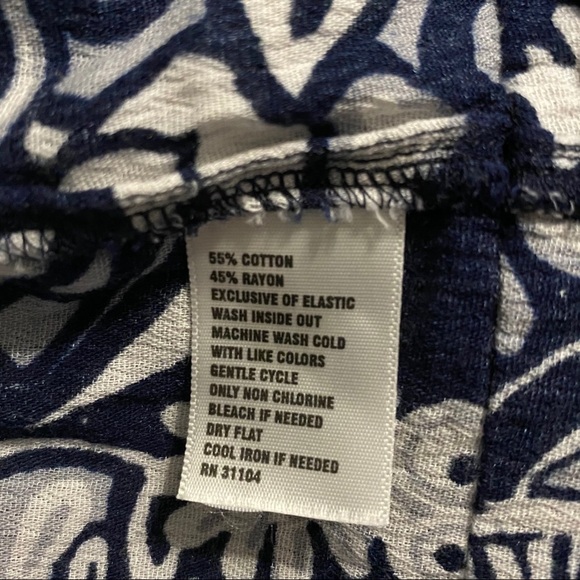 55% COTTON
45% RAYON
EXCLUSIVE OF ELASTIC
WASH INSIDE OUT
MACHINE WASH COLD
WITH LIKE COLORS
GENTLE CYCLE
ONLY NON CHLORINE
BLEACH IF NEEDED
DRY FLAT
COOL IRON IF NEEDED
RN 31104